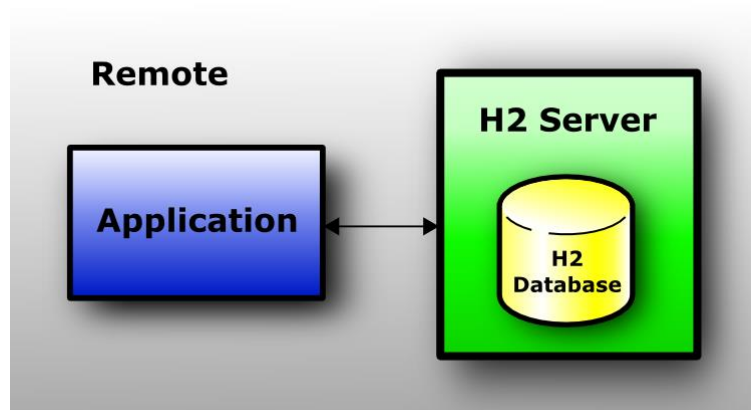 Remote
H2 Server
Application
H2
Database